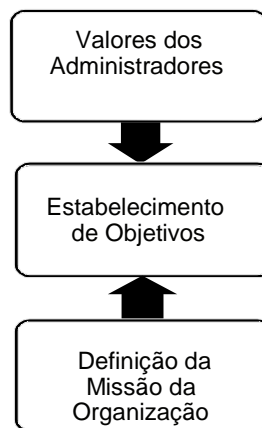 Valores dos
Administradores
Estabelecimento
de Objetivos
Definição da
Missão da
Organização